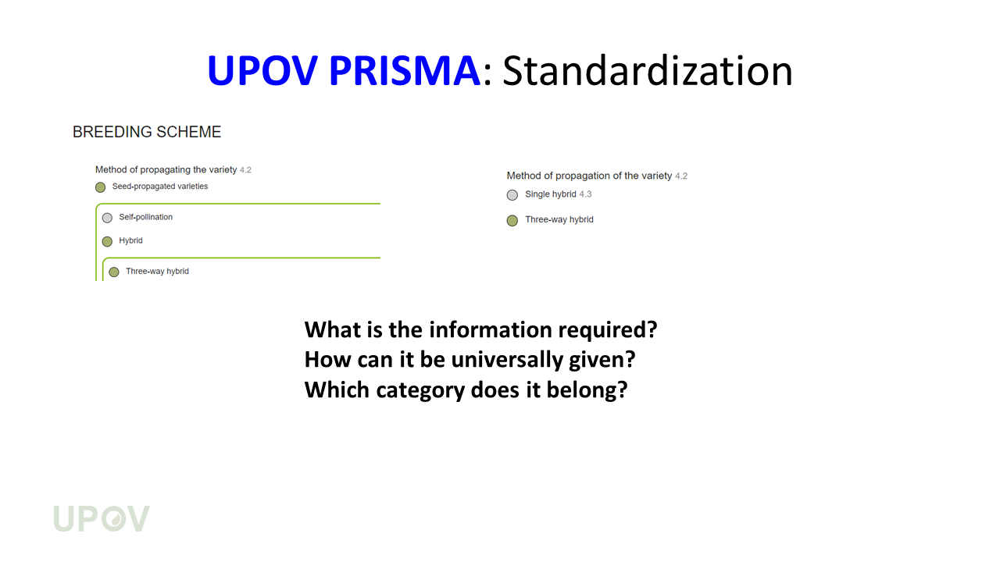 UPOV PRISMA: Standardization
BREEDING SCHEME
Method of propagating the variety 4.2
Seed-propagated varieties
Self-pollination
Hybrid
Three-way hybrid
Method of propagation of the variety 4.2
Single hybrid 4.3
Three-way hybrid
What is the information required?
How can it be universally given?
Which category does it belong?
UPOV